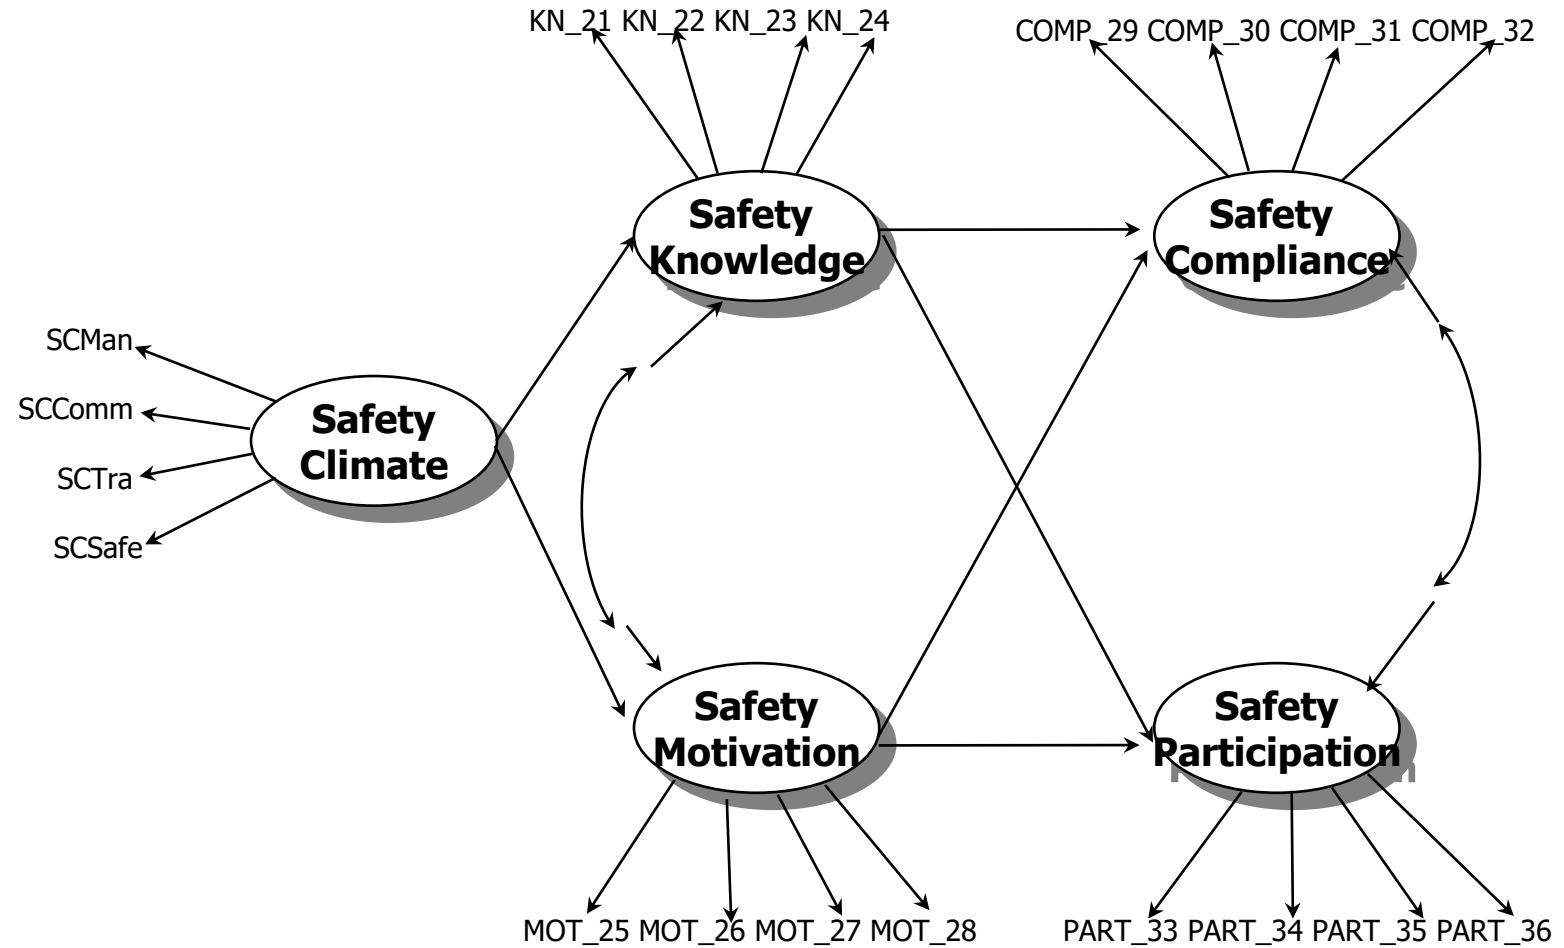 KN_21 KN_22 KN_23 KN_24
COMP_29 COMP_30 COMP_31 COMP_32
Safety
Knowledge
Safety
Compliance
SCMan
SCComm
SCTra
SCSafe
Safety
Climate
Safety
Motivation
Safety
Participation
MOT_25 MOT_26 MOT_27 MOT_28
PART_33 PART_34 PART_35 PART_36